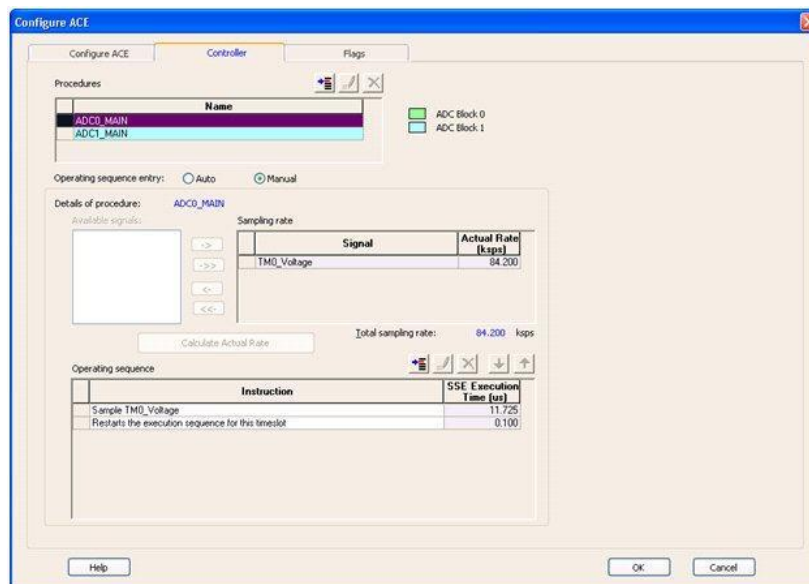 Configure ACE
Configure ACE Controller Flags
Procedures
Name
ADC0_MAIN
ADC1_MAIN
ADC Block 0
ADC Block 1
Operating sequence entry: Auto Manual
Details of procedure: ADC0_MAIN
Available signals:
Sampling rate
Signal Actual Rate (ksps)
TM0_Voltage 84.200
->
->>
<-
<<-
Calculate Actual Rate
Total sampling rate: 84.200 ksps
Operating sequence
Instruction SSE Execution Time (us)
Sample TM0_Voltage 11.725
Restarts the execution sequence for this timeslot 0.100
Help OK Cancel